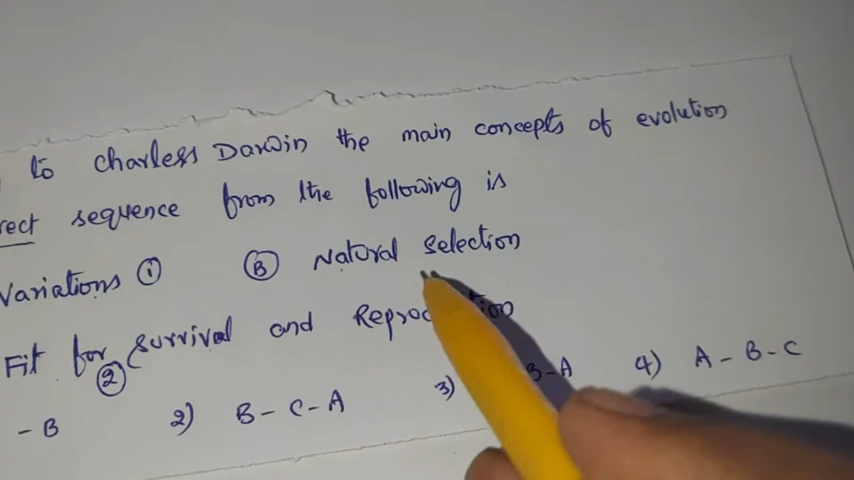 to charless Darwin the main concepts of evolution
rect sequence from the following is
Variations ① Ⓑ Natural selection
Fit for survival and Reproduction
②
- B 2) B - C - A 3) B - A 4) A - B - C